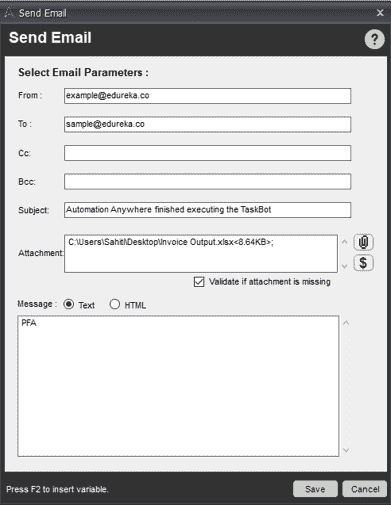 Send Email
Send Email
?
Select Email Parameters :
From : example@edureka.co
To : sample@edureka.co
Cc:
Bcc:
Subject: Automation Anywhere finished executing the TaskBot
Attachment: C:\Users\Sahiti\Desktop\Invoice Output.xlsx<8.64KB>;
$
Validate if attachment is missing
Message : Text HTML
PFA
Press F2 to insert variable. Save Cancel